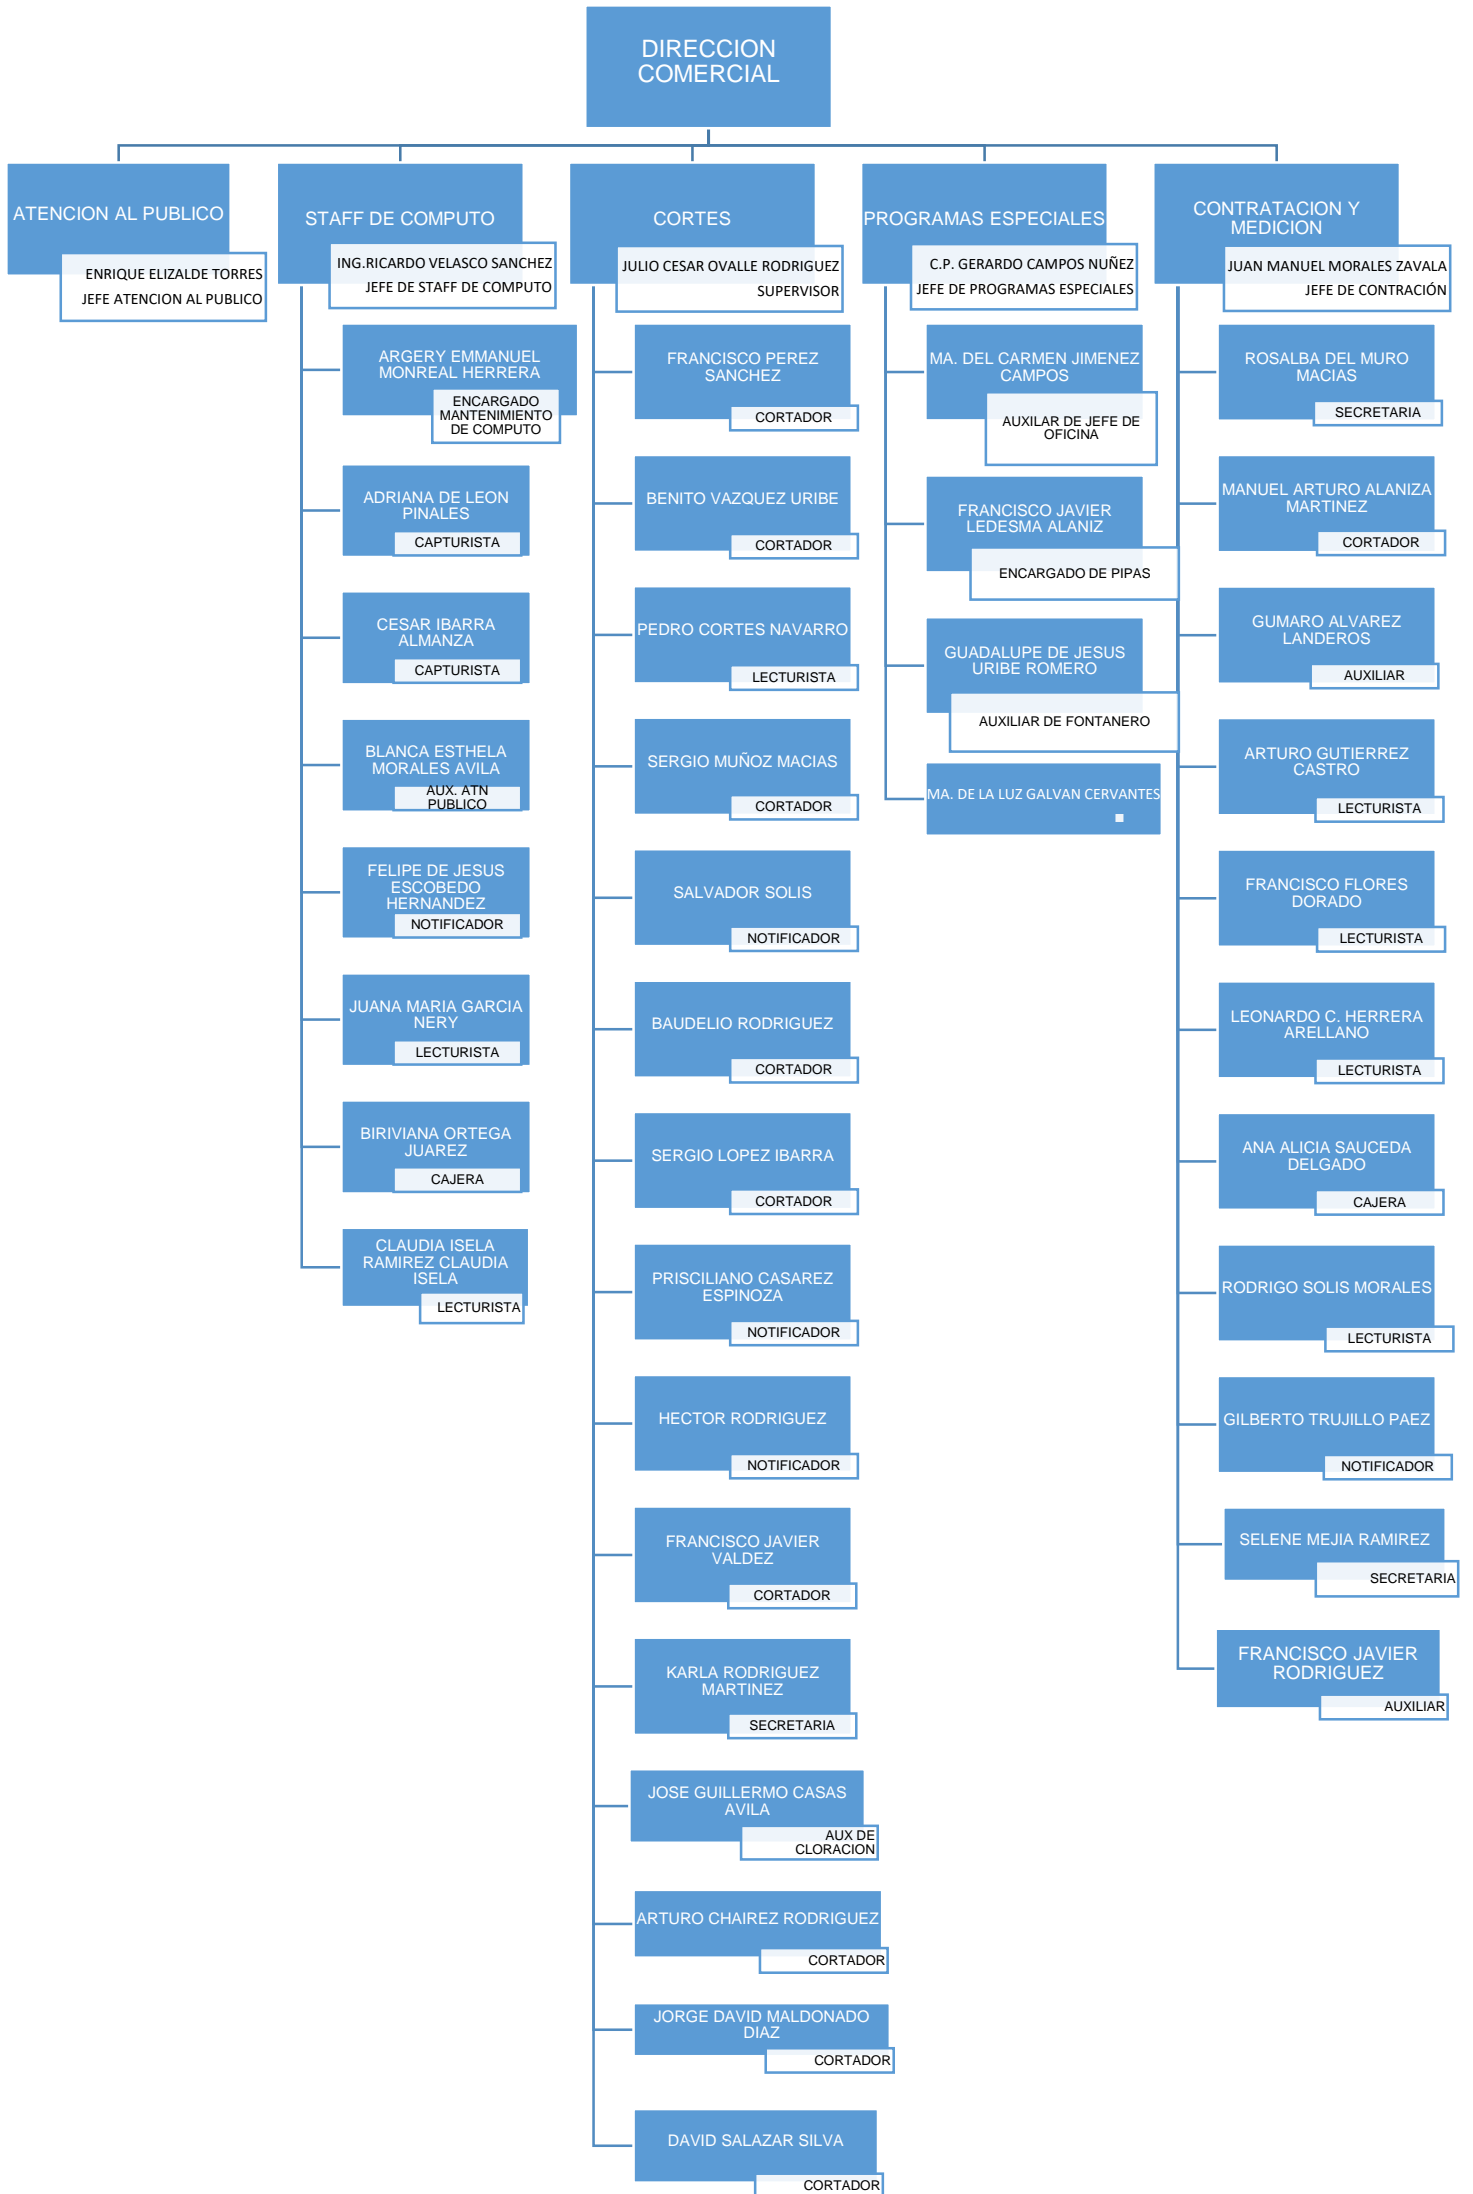 DIRECCION
COMERCIAL
ATENCION AL PUBLICO
ENRIQUE ELIZALDE TORRES
JEFE ATENCION AL PUBLICO
STAFF DE COMPUTO
ING.RICARDO VELASCO SANCHEZ
JEFE DE STAFF DE COMPUTO
ARGERY EMMANUEL
MONREAL HERRERA
ENCARGADO
MANTENIMIENTO
DE COMPUTO
ADRIANA DE LEON
PINALES
CAPTURISTA
CESAR IBARRA
ALMANZA
CAPTURISTA
BLANCA ESTHELA
MORALES AVILA
AUX. ATN
PUBLICO
FELIPE DE JESUS
ESCOBEDO
HERNANDEZ
NOTIFICADOR
JUANA MARIA GARCIA
NERY
LECTURISTA
BIRIVIANA ORTEGA
JUAREZ
CAJERA
CLAUDIA ISELA
RAMIREZ CLAUDIA
ISELA
LECTURISTA
CORTES
JULIO CESAR OVALLE RODRIGUEZ
SUPERVISOR
FRANCISCO PEREZ
SANCHEZ
CORTADOR
BENITO VAZQUEZ URIBE
CORTADOR
PEDRO CORTES NAVARRO
LECTURISTA
SERGIO MUÑOZ MACIAS
CORTADOR
SALVADOR SOLIS
NOTIFICADOR
BAUDELIO RODRIGUEZ
CORTADOR
SERGIO LOPEZ IBARRA
CORTADOR
PRISCILIANO CASAREZ
ESPINOZA
NOTIFICADOR
HECTOR RODRIGUEZ
NOTIFICADOR
FRANCISCO JAVIER
VALDEZ
CORTADOR
KARLA RODRIGUEZ
MARTINEZ
SECRETARIA
JOSE GUILLERMO CASAS
AVILA
AUX DE
CLORACION
ARTURO CHAIREZ RODRIGUEZ
CORTADOR
JORGE DAVID MALDONADO
DIAZ
CORTADOR
DAVID SALAZAR SILVA
CORTADOR
PROGRAMAS ESPECIALES
C.P. GERARDO CAMPOS NUÑEZ
JEFE DE PROGRAMAS ESPECIALES
MA. DEL CARMEN JIMENEZ
CAMPOS
AUXILAR DE JEFE DE
OFICINA
FRANCISCO JAVIER
LEDESMA ALANIZ
ENCARGADO DE PIPAS
GUADALUPE DE JESUS
URIBE ROMERO
AUXILIAR DE FONTANERO
MA. DE LA LUZ GALVAN CERVANTES
CONTRATACION Y
MEDICION
JUAN MANUEL MORALES ZAVALA
JEFE DE CONTRACIÓN
ROSALBA DEL MURO
MACIAS
SECRETARIA
MANUEL ARTURO ALANIZA
MARTINEZ
CORTADOR
GUMARO ALVAREZ
LANDEROS
AUXILIAR
ARTURO GUTIERREZ
CASTRO
LECTURISTA
FRANCISCO FLORES
DORADO
LECTURISTA
LEONARDO C. HERRERA
ARELLANO
LECTURISTA
ANA ALICIA SAUCEDA
DELGADO
CAJERA
RODRIGO SOLIS MORALES
LECTURISTA
GILBERTO TRUJILLO PAEZ
NOTIFICADOR
SELENE MEJIA RAMIREZ
SECRETARIA
FRANCISCO JAVIER
RODRIGUEZ
AUXILIAR